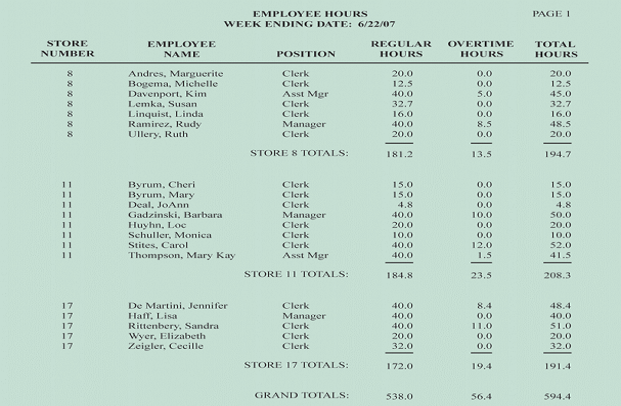 EMPLOYEE HOURS PAGE 1
WEEK ENDING DATE: 6/22/07
STORE EMPLOYEE REGULAR OVERTIME TOTAL
NUMBER NAME POSITION HOURS HOURS HOURS
8 Andres, Marguerite Clerk 20.0 0.0 20.0
8 Bogema, Michelle Clerk 12.5 0.0 12.5
8 Davenport, Kim Asst Mgr 40.0 5.0 45.0
8 Lemka, Susan Clerk 32.7 0.0 32.7
8 Linquist, Linda Clerk 16.0 0.0 16.0
8 Ramirez, Rudy Manager 40.0 8.5 48.5
8 Ullery, Ruth Clerk 20.0 0.0 20.0
STORE 8 TOTALS: 181.2 13.5 194.7
11 Byrum, Cheri Clerk 15.0 0.0 15.0
11 Byrum, Mary Clerk 15.0 0.0 15.0
11 Deal, JoAnn Clerk 4.8 0.0 4.8
11 Gadzinski, Barbara Manager 40.0 10.0 50.0
11 Huyhn, Loc Clerk 20.0 0.0 20.0
11 Schuller, Monica Clerk 10.0 0.0 10.0
11 Stites, Carol Clerk 40.0 12.0 52.0
11 Thompson, Mary Kay Asst Mgr 40.0 1.5 41.5
STORE 11 TOTALS: 184.8 23.5 208.3
17 De Martini, Jennifer Clerk 40.0 8.4 48.4
17 Haff, Lisa Manager 40.0 0.0 40.0
17 Rittenbery, Sandra Clerk 40.0 11.0 51.0
17 Wyer, Elizabeth Clerk 20.0 0.0 20.0
17 Zeigler, Cecille Clerk 32.0 0.0 32.0
STORE 17 TOTALS: 172.0 19.4 191.4
GRAND TOTALS: 538.0 56.4 594.4